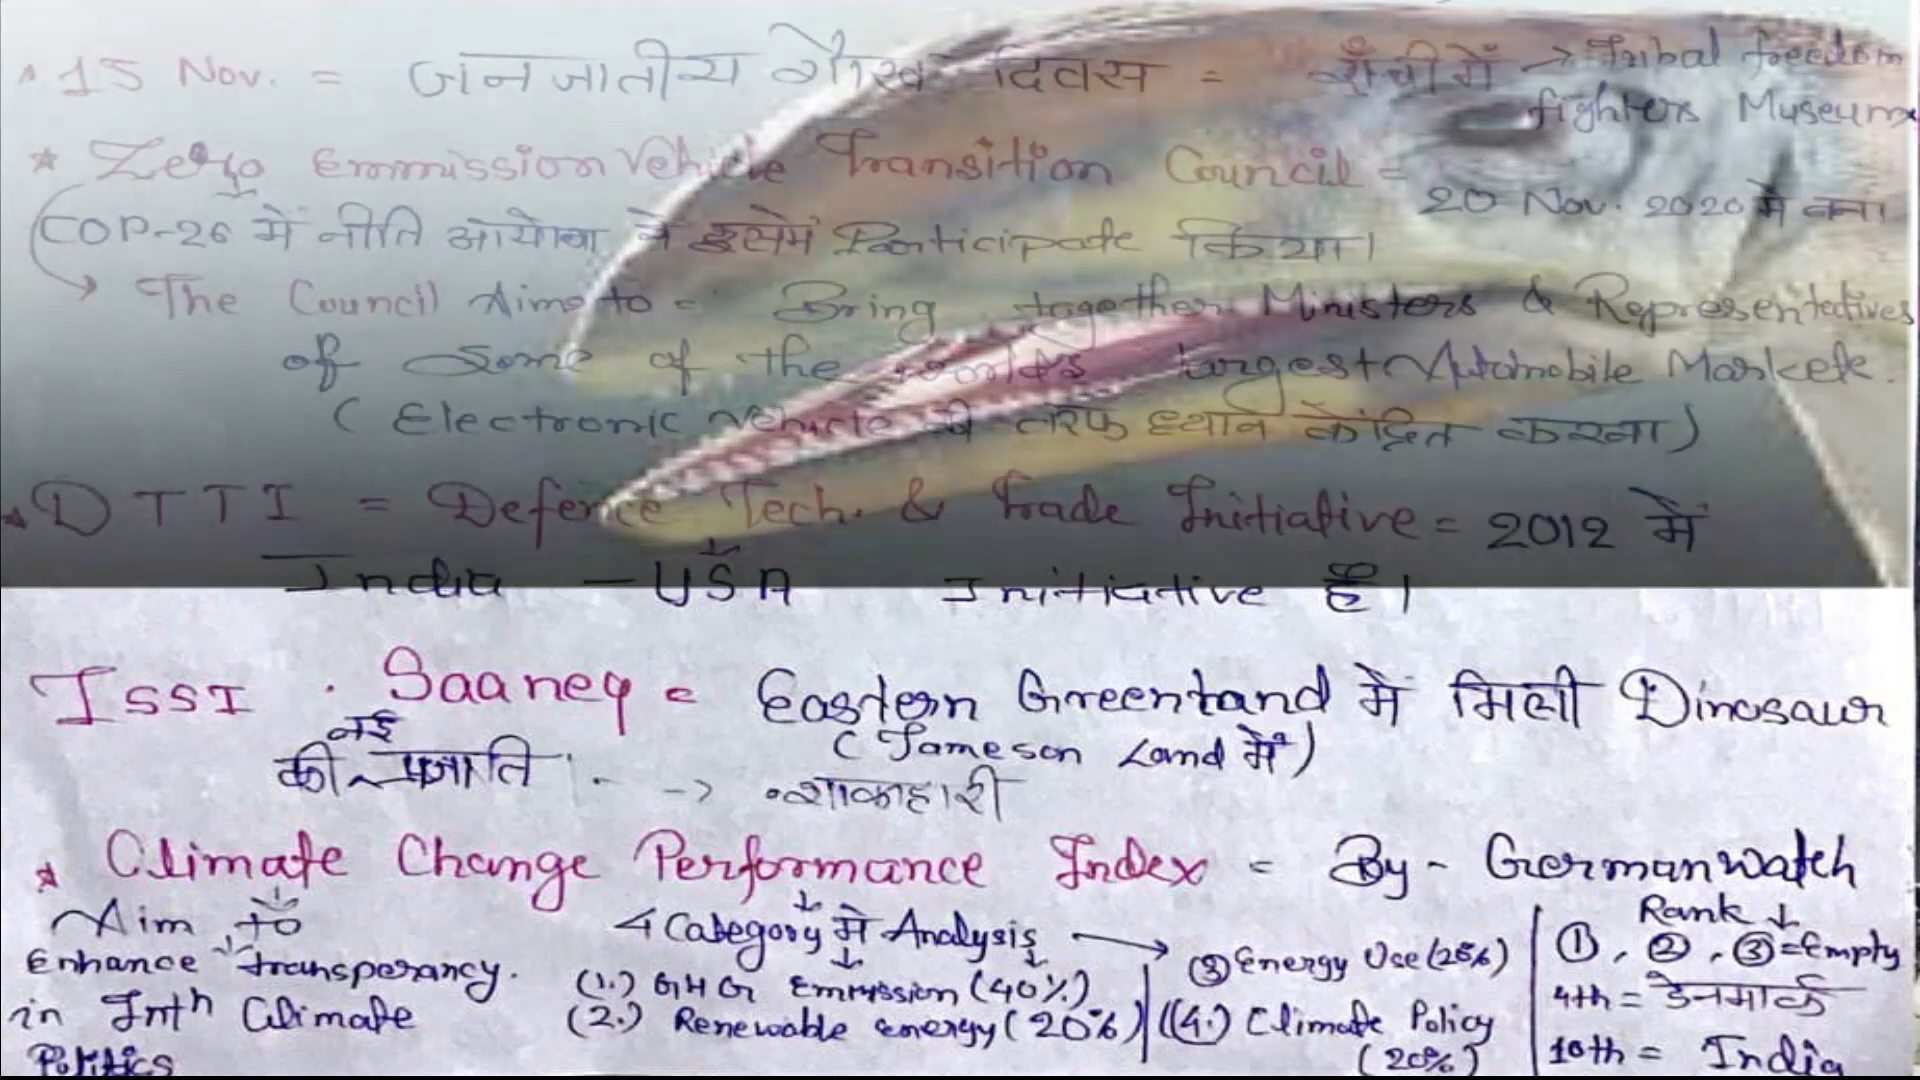 * 15 Nov. = जनजातीय गौरव दिवस = राँची में → Tribal freedom
fighters Museum
* Zero Emmission Vehicle Transition Council =
20 Nov. 2020 में बना।
COP-26 में नीति आयोग ने इसमें Participate किया।
→ The Council Aims to = Bring together Ministers & Representatives
of Some of the world's largest Automobile Markets.
( Electronic Vehicle की तरफ ध्यान केंद्रित करना)
* DTTI = Defence Tech. & Trade Initiative = 2012 में
India - USA Initiative है।
ISSI Saaneq = Eastern Greenland में मिली Dinosaur
(Jameson Land में)
की नई प्रजाति। → शाकाहारी
* Climate Change Performance Index = By - Germanwatch
Aim to
Enhance transparancy.
in Intn Climate
Politics
4 Category में Analysis →
(1.) GHG Emmission (40%)
(2.) Renewable energy (20%)
(3) Energy Use (20%)
(4.) Climate Policy
(20%)
Rank ↓
①, ②, ③ = Empty
4th = डेनमार्क
10th = India